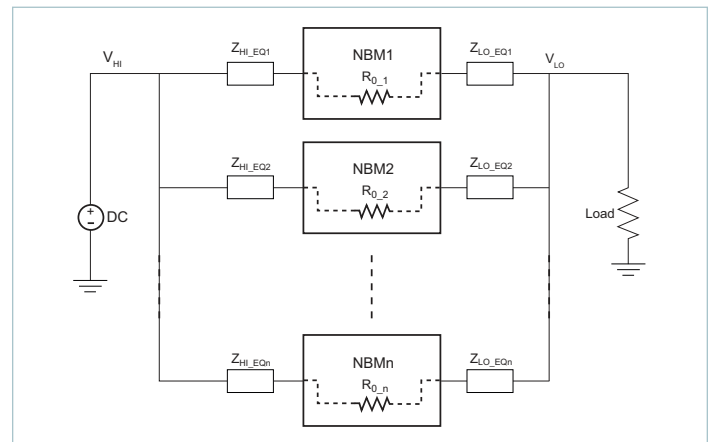 V_HI
Z_HI_EQ1
NBM1
R_0_1
Z_LO_EQ1
V_LO
Z_HI_EQ2
NBM2
R_0_2
Z_LO_EQ2
+
−
DC
Load
Z_HI_EQn
NBMn
R_0_n
Z_LO_EQn